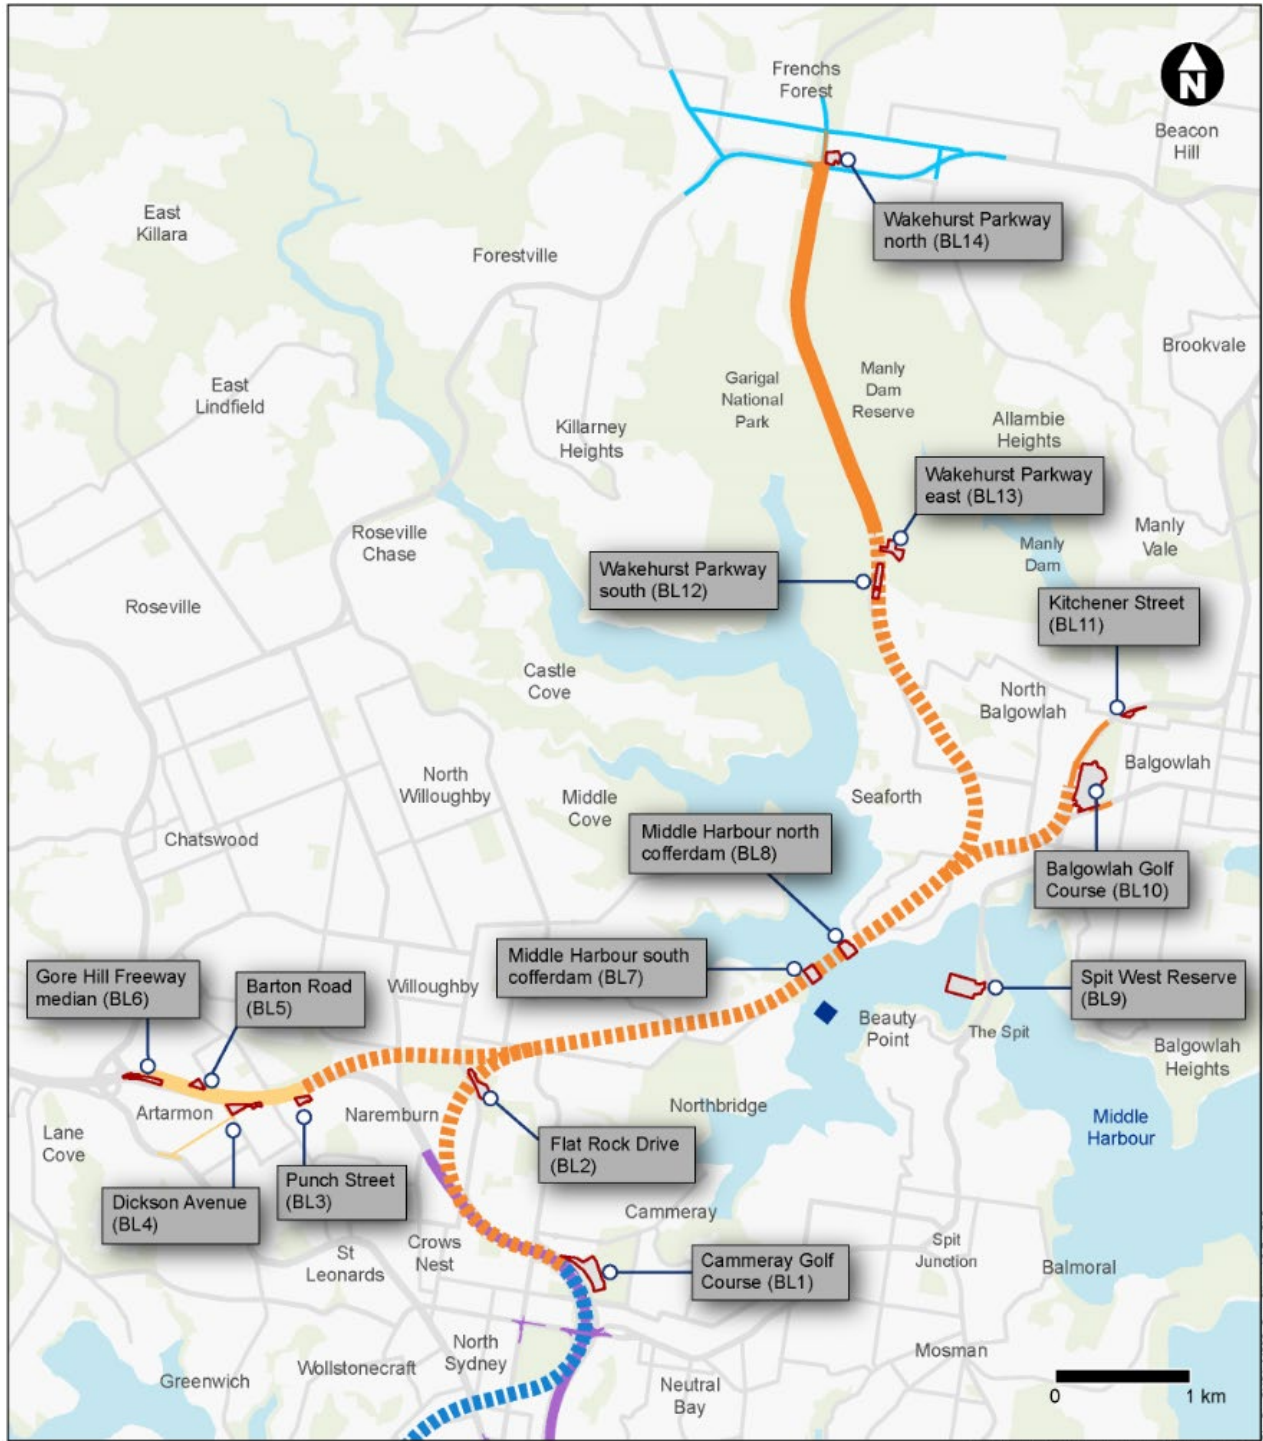 Frenchs
Forest
N
Beacon
Hill
East
Killara
Wakehurst Parkway
north (BL14)
Forestville
Brookvale
Garigal
National
Park
Manly
Dam
Reserve
East
Lindfield
Killarney
Heights
Allambie
Heights
Wakehurst Parkway
east (BL13)
Roseville
Chase
Manly
Vale
Manly
Dam
Wakehurst Parkway
south (BL12)
Roseville
Kitchener Street
(BL11)
Castle
Cove
North
Balgowlah
Balgowlah
North
Willoughby
Middle
Cove
Seaforth
Chatswood
Middle Harbour north
cofferdam (BL8)
Balgowlah Golf
Course (BL10)
Middle Harbour south
cofferdam (BL7)
Gore Hill Freeway
median (BL6)
Barton Road
(BL5)
Willoughby
Spit West Reserve
(BL9)
Beauty
Point
The Spit
Balgowlah
Heights
Artarmon
Naremburn
Northbridge
Middle
Harbour
Lane
Cove
Flat Rock Drive
(BL2)
Punch Street
(BL3)
Dickson Avenue
(BL4)
Cammeray
St
Leonards
Crows
Nest
Spit
Junction
Balmoral
Cammeray Golf
Course (BL1)
North
Sydney
Wollstonecraft
Greenwich
Mosman
Neutral
Bay
0 1 km